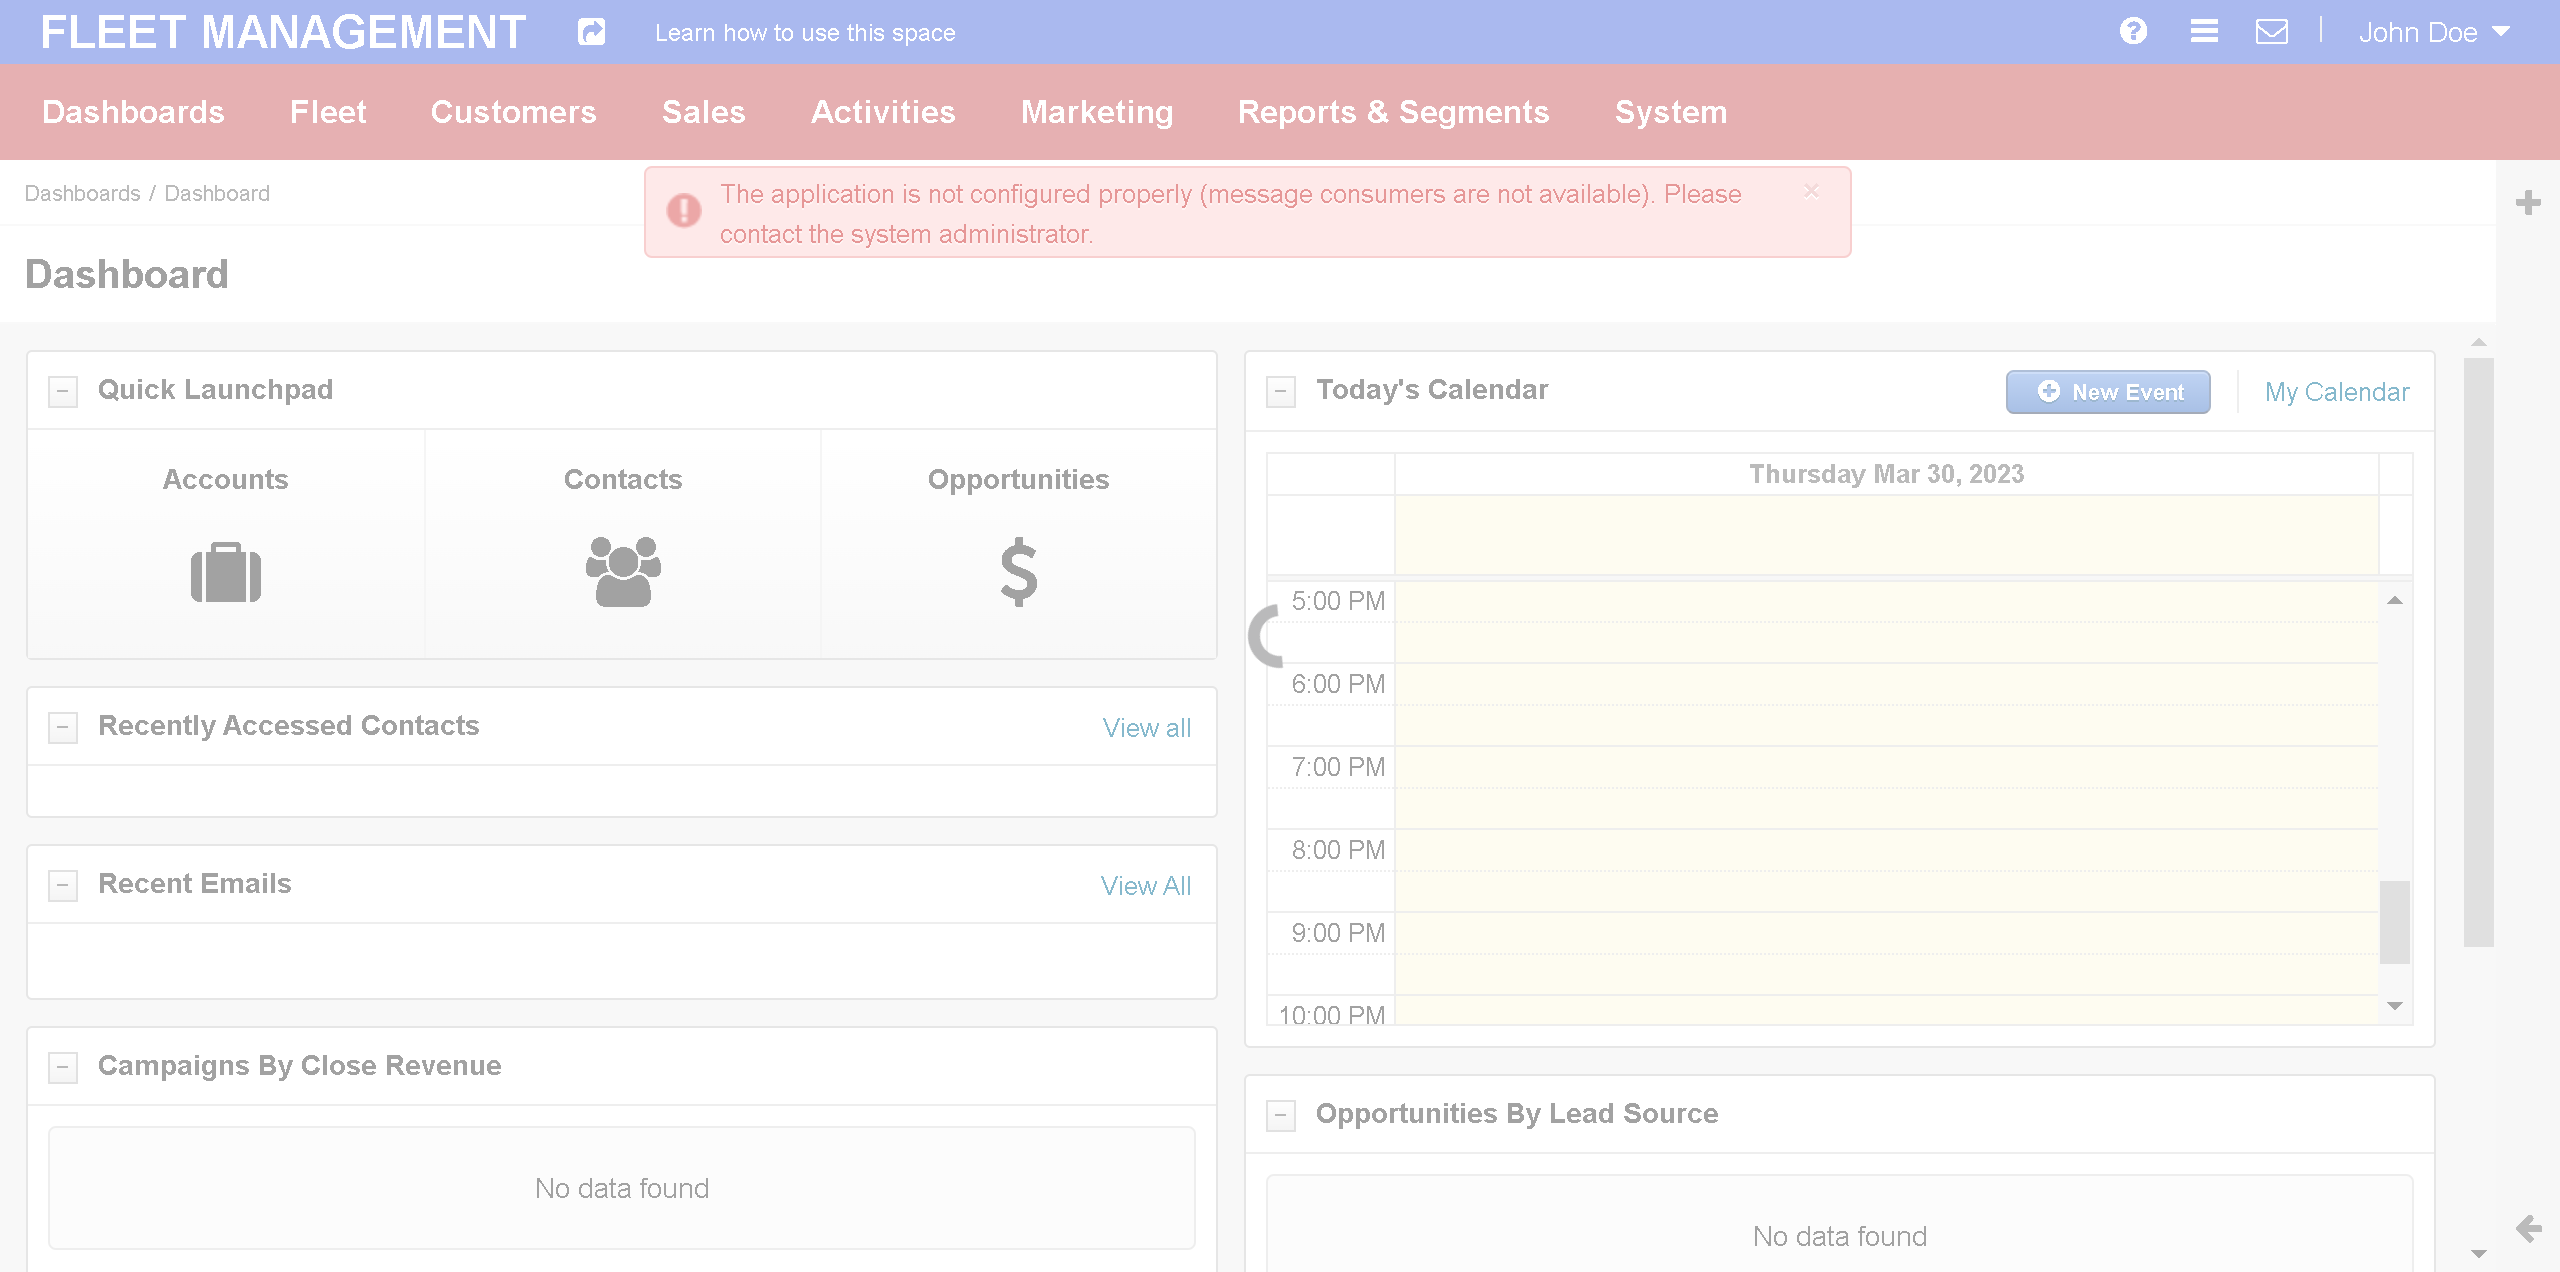 FLEET MANAGEMENT
Learn how to use this space
John Doe
Dashboards
Fleet
Customers
Sales
Activities
Marketing
Reports & Segments
System
Dashboards / Dashboard
The application is not configured properly (message consumers are not available). Please
contact the system administrator.
×
Dashboard
Quick Launchpad
Accounts
Contacts
Opportunities
Recently Accessed Contacts
View all
Recent Emails
View All
Campaigns By Close Revenue
No data found
Today's Calendar
New Event
My Calendar
Thursday Mar 30, 2023
5:00 PM
6:00 PM
7:00 PM
8:00 PM
9:00 PM
10:00 PM
Opportunities By Lead Source
No data found